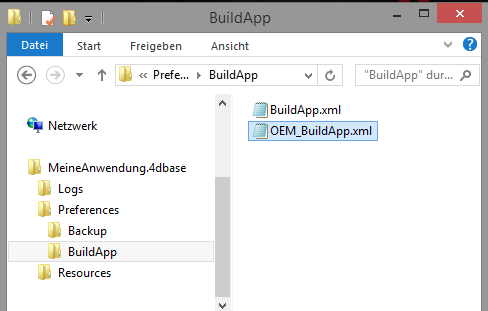 BuildApp
Datei Start Freigeben Ansicht
« Prefe... BuildApp "BuildApp" dur...
Netzwerk
MeineAnwendung.4dbase
Logs
Preferences
Backup
BuildApp
Resources
BuildApp.xml
OEM_BuildApp.xml